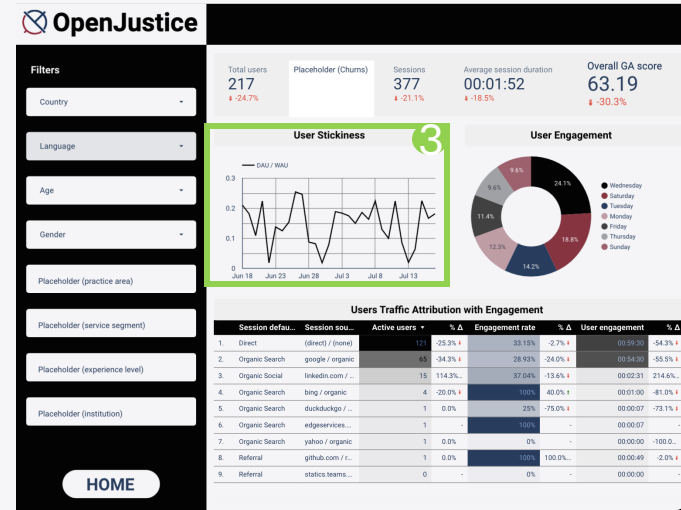 OpenJustice
Filters
Country
Language
Age
Gender
Placeholder (practice area)
Placeholder (service segment)
Placeholder (experience level)
Placeholder (institution)
HOME
Total users
217
-24.7%
Placeholder (Churns)
Sessions
377
-21.1%
Average session duration
00:01:52
-18.5%
Overall GA score
63.19
-30.3%
User Stickiness
3
DAU / WAU
0.3
0.2
0.1
0
Jun 18 Jun 23 Jun 28 Jul 3 Jul 8 Jul 13
User Engagement
9.6%
9.6%
24.1%
11.4%
18.8%
12.3%
14.2%
Wednesday
Saturday
Tuesday
Monday
Friday
Thursday
Sunday
Users Traffic Attribution with Engagement
Session defau... Session sou... Active users % Δ Engagement rate % Δ User engagement % Δ
1. Direct (direct) / (none) 121 -25.3% 33.15% -2.7% 00:59:30 -54.3%
2. Organic Search google / organic 65 -34.3% 28.93% -24.0% 00:54:30 -55.5%
3. Organic Social linkedin.com / ... 15 114.3%... 37.04% -13.6% 00:02:31 214.6%...
4. Organic Search bing / organic 4 -20.0% 100% 40.0% 00:01:00 -81.0%
5. Organic Search duckduckgo / ... 1 0.0% 25% -75.0% 00:00:07 -73.1%
6. Organic Search edgeservices.... 1 - 100% - 00:00:07 -
7. Organic Search yahoo / organic 1 0.0% 0% - 00:00:00 -100.0...
8. Referral github.com / r... 1 0.0% 100% 100.0%... 00:00:49 -2.0%
9. Referral statics.teams.... 0 - 0% - 00:00:00 -